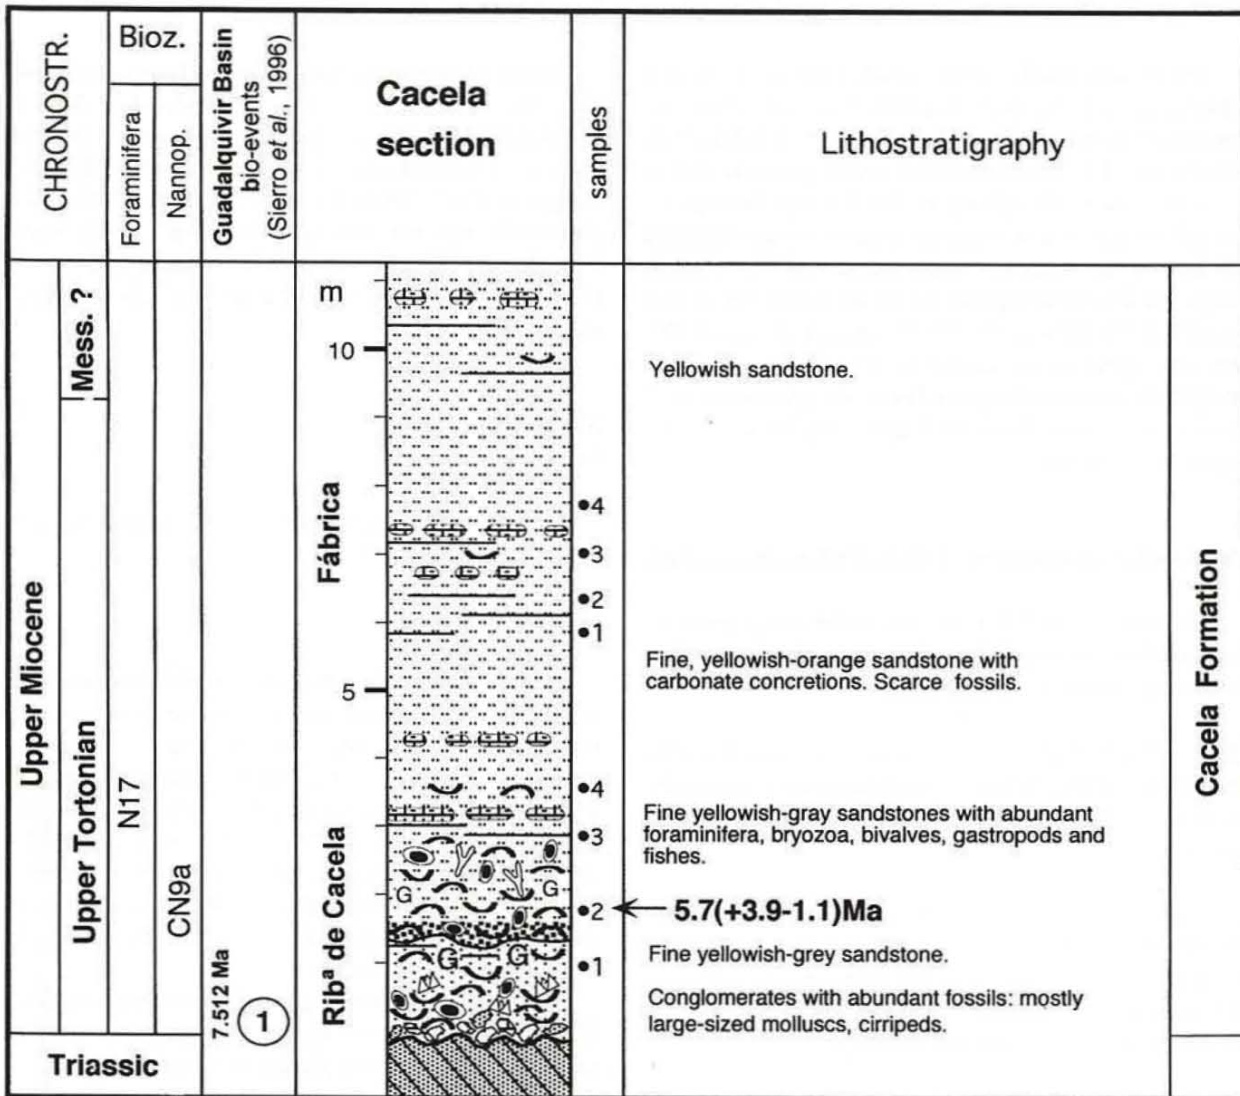 CHRONOSTR.
Bioz.
Foraminifera
Nannop.
Guadalquivir Basin
bio-events
(Sierro et al., 1996)
Cacela
section
samples
Lithostratigraphy
Upper Miocene
Mess. ?
Upper Tortonian
N17
CN9a
7.512 Ma
1
m
10
5
Fábrica
Ribª de Cacela
•4
•3
•2
•1
•4
•3
•2
•1
G
G
G
G
Yellowish sandstone.
Fine, yellowish-orange sandstone with
carbonate concretions. Scarce fossils.
Fine yellowish-gray sandstones with abundant
foraminifera, bryozoa, bivalves, gastropods and
fishes.
5.7(+3.9-1.1)Ma
Fine yellowish-grey sandstone.
Conglomerates with abundant fossils: mostly
large-sized molluscs, cirripeds.
Cacela Formation
Triassic